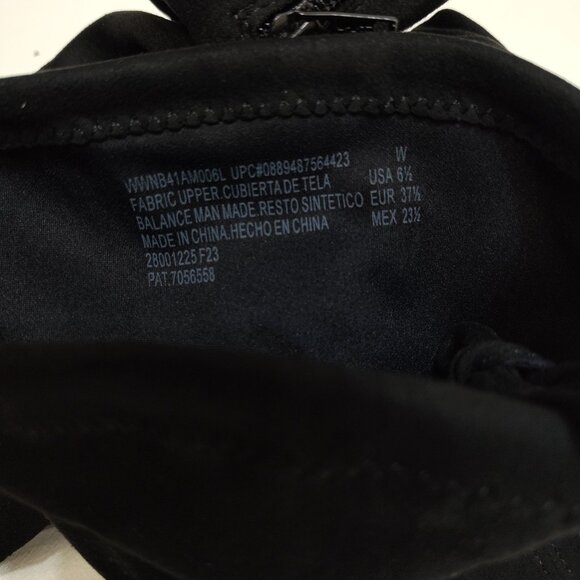 WWNB41AM006L UPC#0889487564423 W
FABRIC UPPER.CUBIERTA DE TELA USA 6½
BALANCE MAN MADE.RESTO SINTETICO EUR 37½
MADE IN CHINA.HECHO EN CHINA MEX 23½
28001225 F23
PAT.7056558